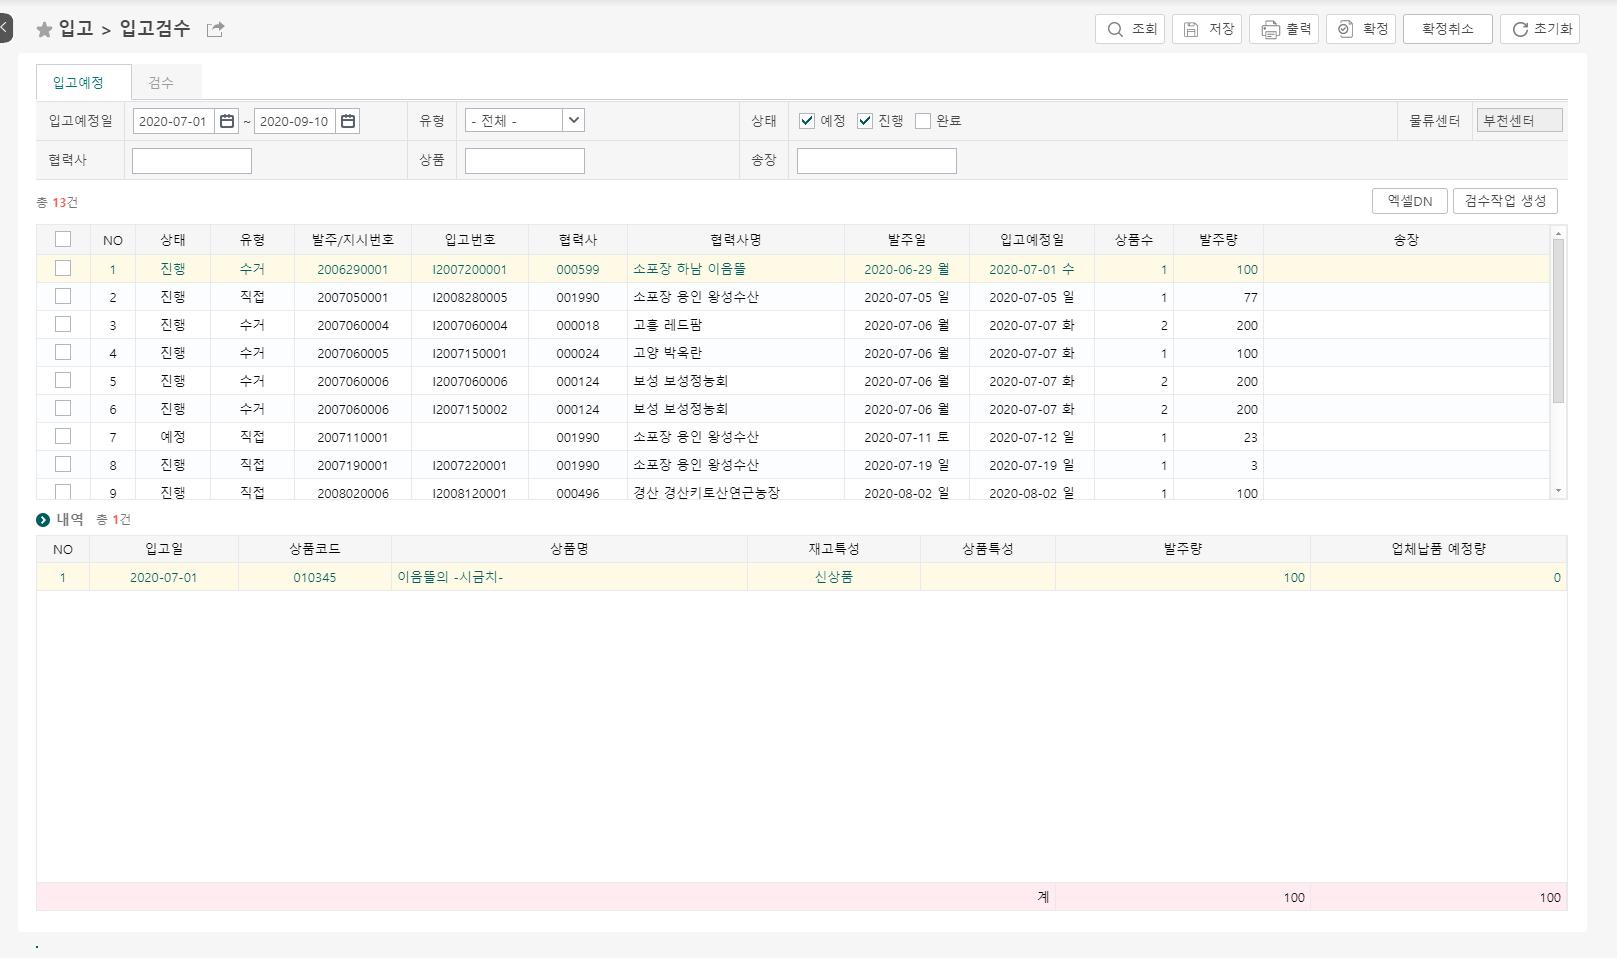 입고 > 입고검수
조회 저장 출력 확정 확정취소 초기화
입고예정 검수
입고예정일 2020-07-01 ~ 2020-09-10 유형 - 전체 - 상태 예정 진행 완료 물류센터 부천센터
협력사 상품 송장
총 13건 엑셀DN 검수작업 생성
NO 상태 유형 발주/지시번호 입고번호 협력사 협력사명 발주일 입고예정일 상품수 발주량 송장
1 진행 수거 2006290001 I2007200001 000599 소포장 하남 이음뜰 2020-06-29 월 2020-07-01 수 1 100
2 진행 직접 2007050001 I2008280005 001990 소포장 용인 왕성수산 2020-07-05 일 2020-07-05 일 1 77
3 진행 수거 2007060004 I2007060004 000018 고흥 레드팜 2020-07-06 월 2020-07-07 화 2 200
4 진행 수거 2007060005 I2007150001 000024 고양 박옥란 2020-07-06 월 2020-07-07 화 1 100
5 진행 수거 2007060006 I2007060006 000124 보성 보성정농회 2020-07-06 월 2020-07-07 화 2 200
6 진행 수거 2007060006 I2007150002 000124 보성 보성정농회 2020-07-06 월 2020-07-07 화 2 200
7 예정 직접 2007110001 001990 소포장 용인 왕성수산 2020-07-11 토 2020-07-12 일 1 23
8 진행 직접 2007190001 I2007220001 001990 소포장 용인 왕성수산 2020-07-19 일 2020-07-19 일 1 3
9 진행 직접 2008020006 I2008120001 000496 경산 경산키토산연근농장 2020-08-02 일 2020-08-02 일 1 100
내역 총 1건
NO 입고일 상품코드 상품명 재고특성 상품특성 발주량 업체납품 예정량
1 2020-07-01 010345 이음뜰의 -시금치- 신상품 100 0
계 100 100